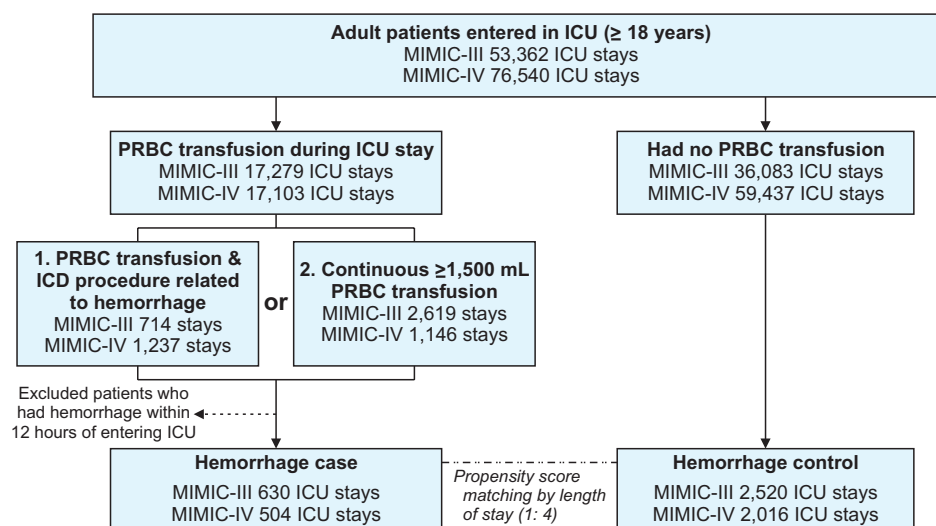 Adult patients entered in ICU (≥ 18 years)
MIMIC-III 53,362 ICU stays
MIMIC-IV 76,540 ICU stays
PRBC transfusion during ICU stay
MIMIC-III 17,279 ICU stays
MIMIC-IV 17,103 ICU stays
Had no PRBC transfusion
MIMIC-III 36,083 ICU stays
MIMIC-IV 59,437 ICU stays
1. PRBC transfusion &
ICD procedure related
to hemorrhage
MIMIC-III 714 stays
MIMIC-IV 1,237 stays
or
2. Continuous ≥1,500 mL
PRBC transfusion
MIMIC-III 2,619 stays
MIMIC-IV 1,146 stays
Excluded patients who
had hemorrhage within
12 hours of entering ICU
Hemorrhage case
MIMIC-III 630 ICU stays
MIMIC-IV 504 ICU stays
Propensity score
matching by length
of stay (1: 4)
Hemorrhage control
MIMIC-III 2,520 ICU stays
MIMIC-IV 2,016 ICU stays